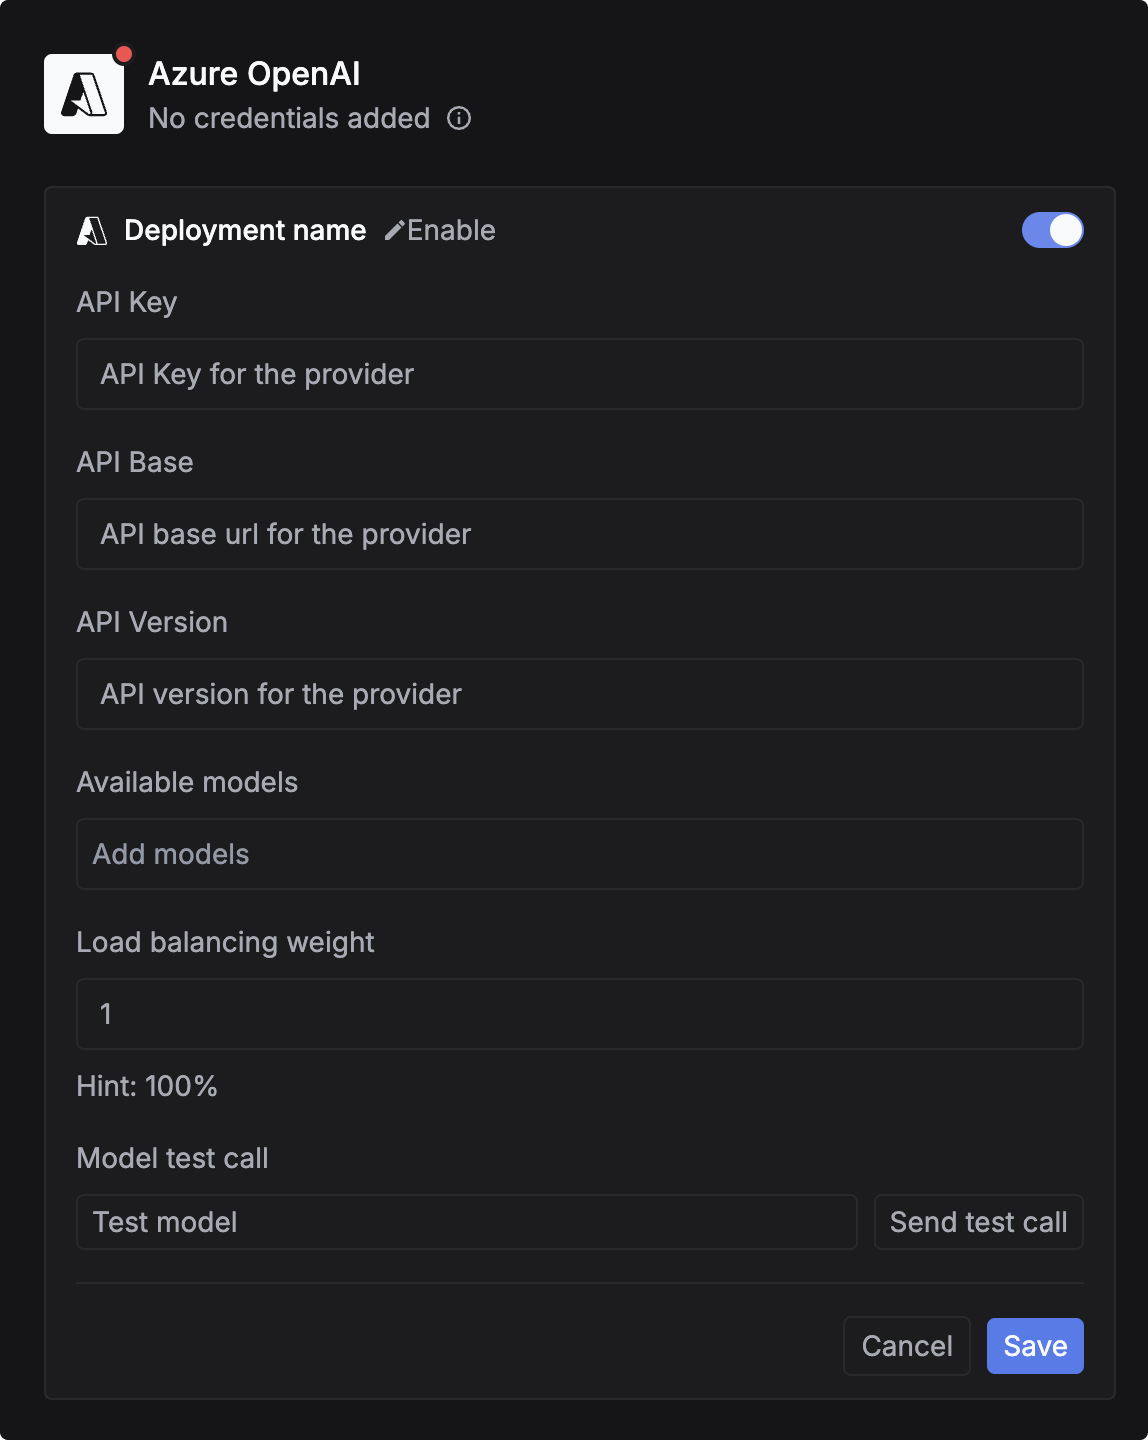 Azure OpenAI
No credentials added
Deployment name Enable
API Key
API Key for the provider
API Base
API base url for the provider
API Version
API version for the provider
Available models
Add models
Load balancing weight
1
Hint: 100%
Model test call
Test model Send test call
Cancel Save